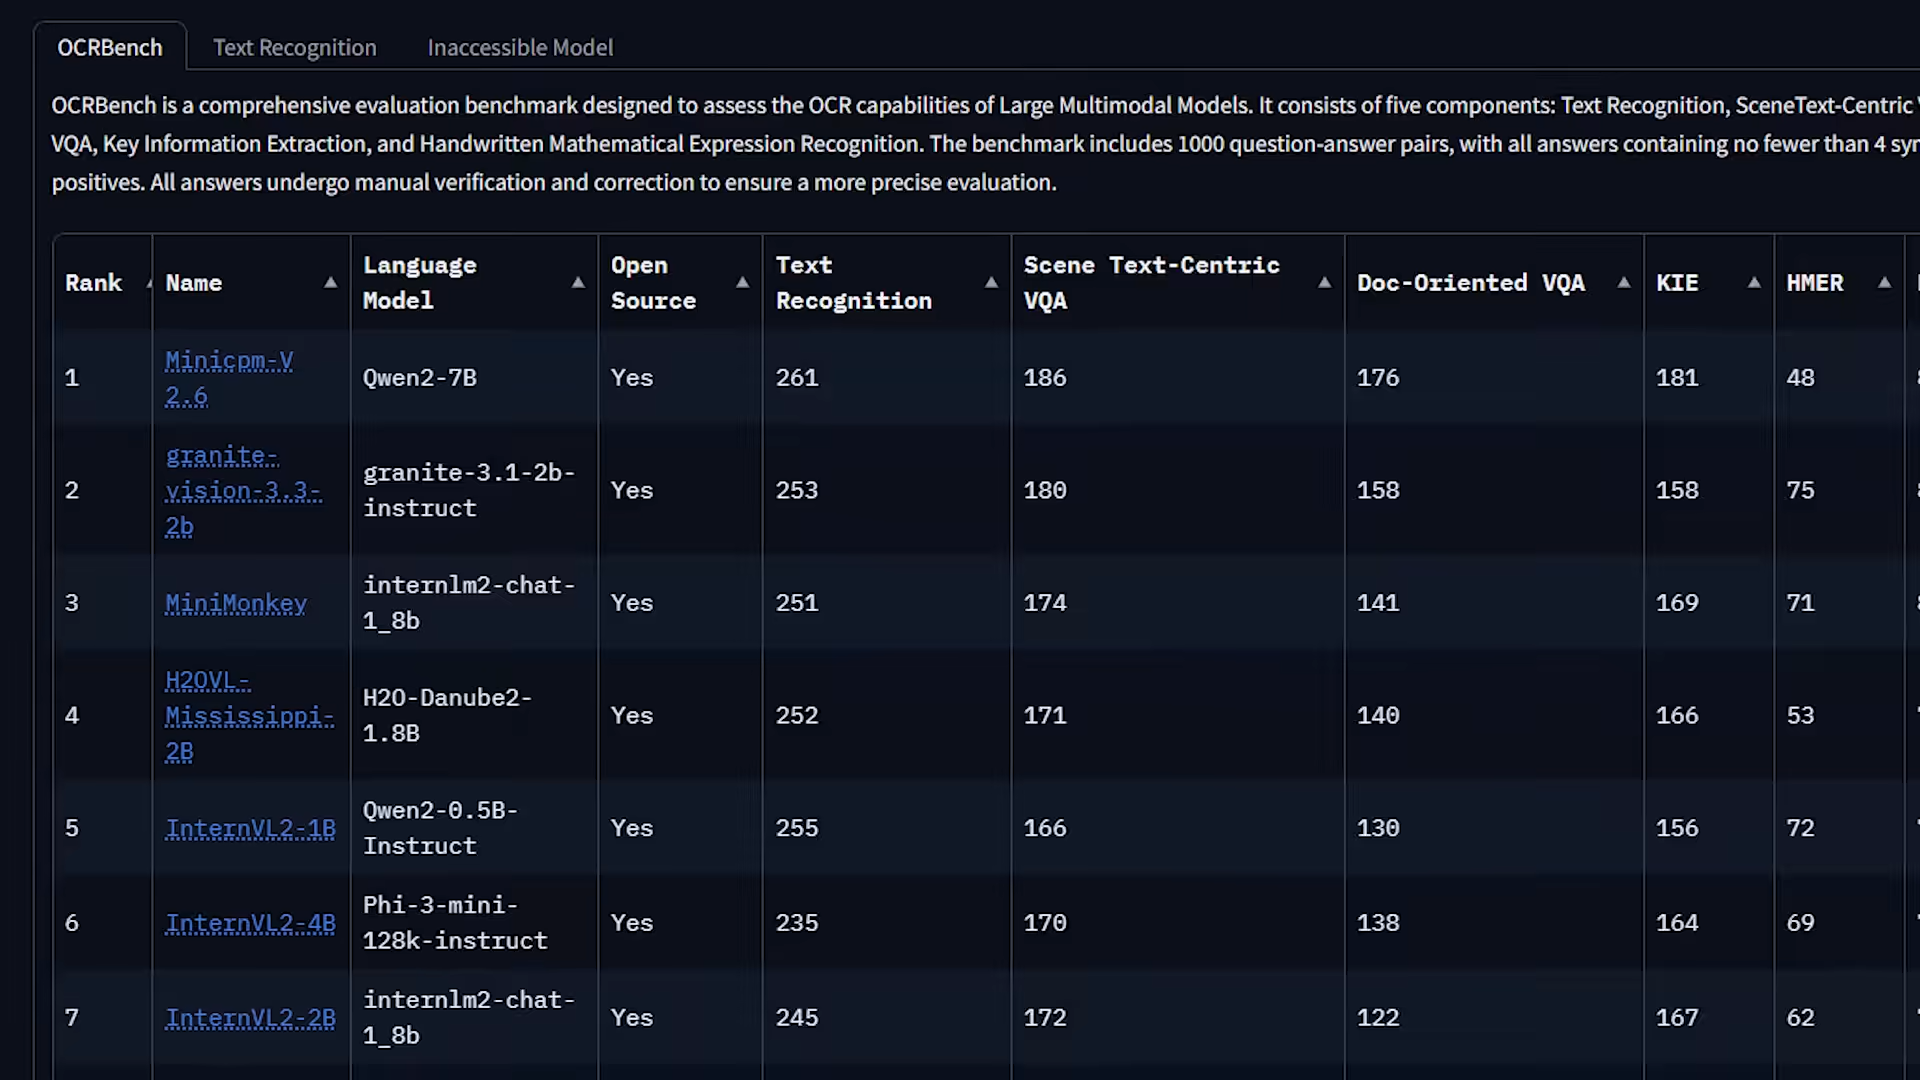 OCRBench Text Recognition Inaccessible Model
OCRBench is a comprehensive evaluation benchmark designed to assess the OCR capabilities of Large Multimodal Models. It consists of five components: Text Recognition, SceneText-Centric
VQA, Key Information Extraction, and Handwritten Mathematical Expression Recognition. The benchmark includes 1000 question-answer pairs, with all answers containing no fewer than 4
positives. All answers undergo manual verification and correction to ensure a more precise evaluation.
Rank Name Language Model Open Source Text Recognition Scene Text-Centric VQA Doc-Oriented VQA KIE HMER
1 Minicpm-V 2.6 Qwen2-7B Yes 261 186 176 181 48
2 granite-vision-3.3-2b granite-3.1-2b-instruct Yes 253 180 158 158 75
3 MiniMonkey internlm2-chat-1_8b Yes 251 174 141 169 71
4 H2OVL-Mississippi-2B H2O-Danube2-1.8B Yes 252 171 140 166 53
5 InternVL2-1B Qwen2-0.5B-Instruct Yes 255 166 130 156 72
6 InternVL2-4B Phi-3-mini-128k-instruct Yes 235 170 138 164 69
7 InternVL2-2B internlm2-chat-1_8b Yes 245 172 122 167 62